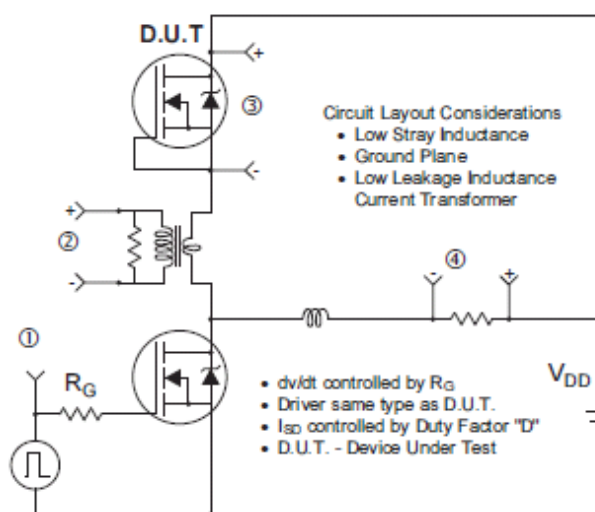 D.U.T
+
③
-
Circuit Layout Considerations
• Low Stray Inductance
• Ground Plane
• Low Leakage Inductance
Current Transformer
+
②
-
④
-
+
①
RG
• dv/dt controlled by RG
• Driver same type as D.U.T.
• ISD controlled by Duty Factor "D"
• D.U.T. - Device Under Test
VDD